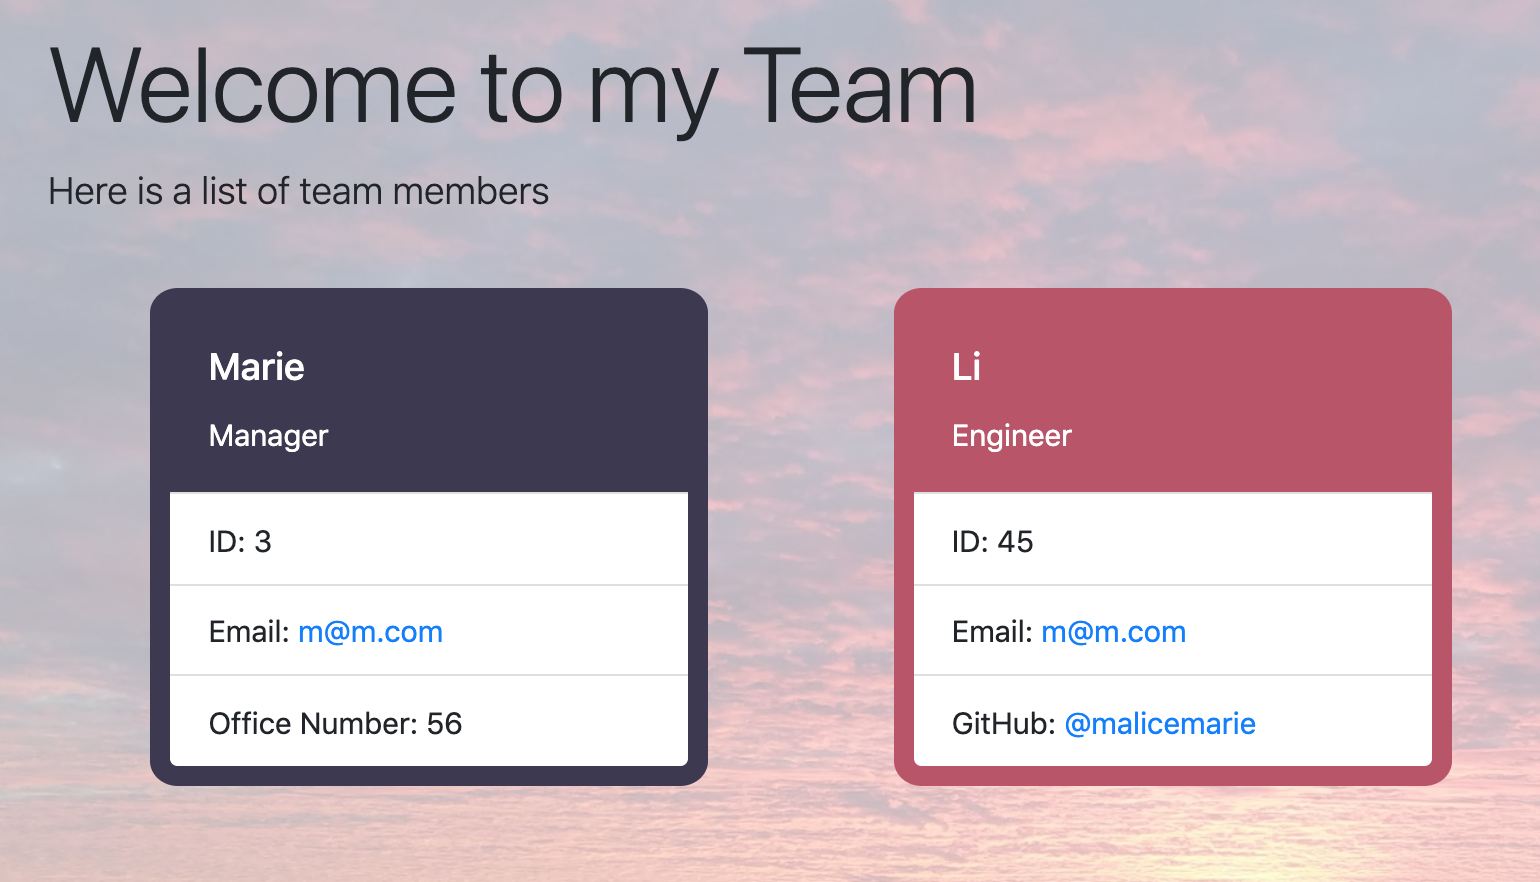 Welcome to my Team
Here is a list of team members
Marie
Manager
ID: 3
Email: m@m.com
Office Number: 56
Li
Engineer
ID: 45
Email: m@m.com
GitHub: @malicemarie